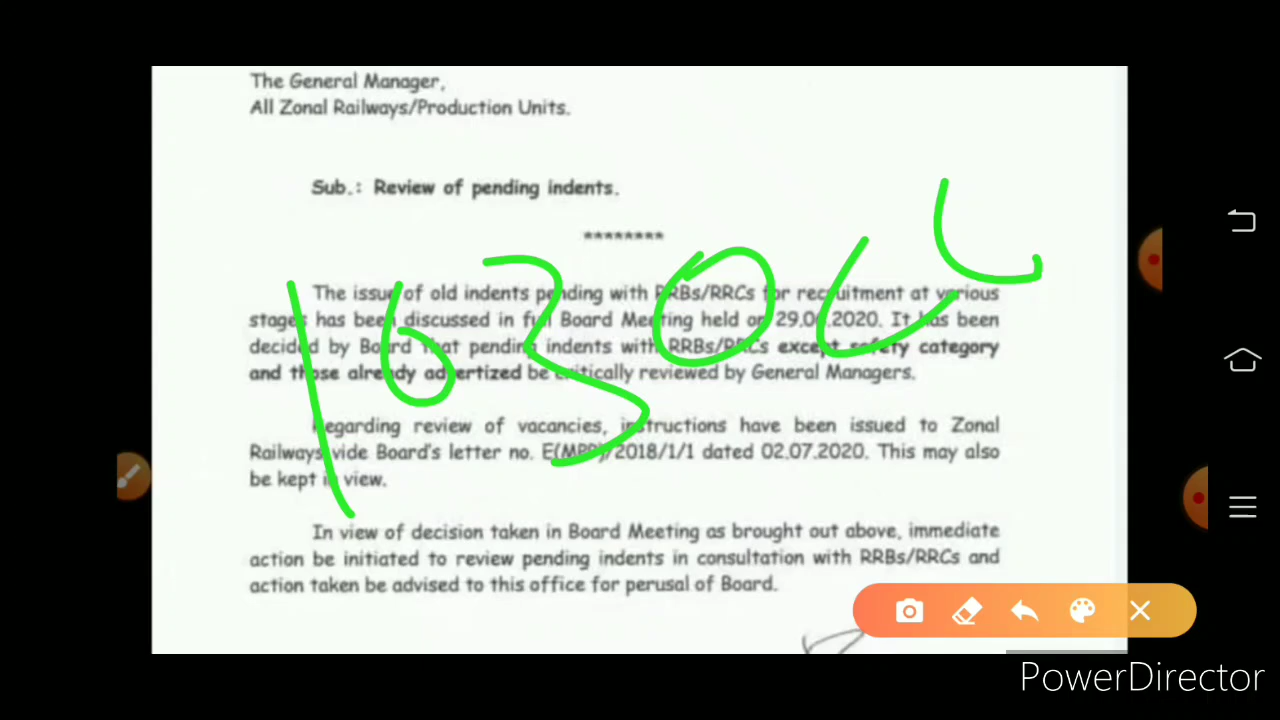 The General Manager,
All Zonal Railways/Production Units.
Sub.: Review of pending indents.
********
The issue of old indents pending with RRBs/RRCs for recruitment at various
stages has been discussed in full Board Meeting held on 2020. It has been
decided by Board that pending indents with RRBs/RRCs except safety category
and those already advertized be critically reviewed by General Managers.
Regarding review of vacancies, instructions have been issued to Zonal
Railways vide Board's letter no. E(MPP)/2018/1/1 dated 02.07.2020. This may also
be kept in view.
In view of decision taken in Board Meeting as brought out above, immediate
action be initiated to review pending indents in consultation with RRBs/RRCs and
action taken be advised to this office for perusal of Board.
PowerDirector